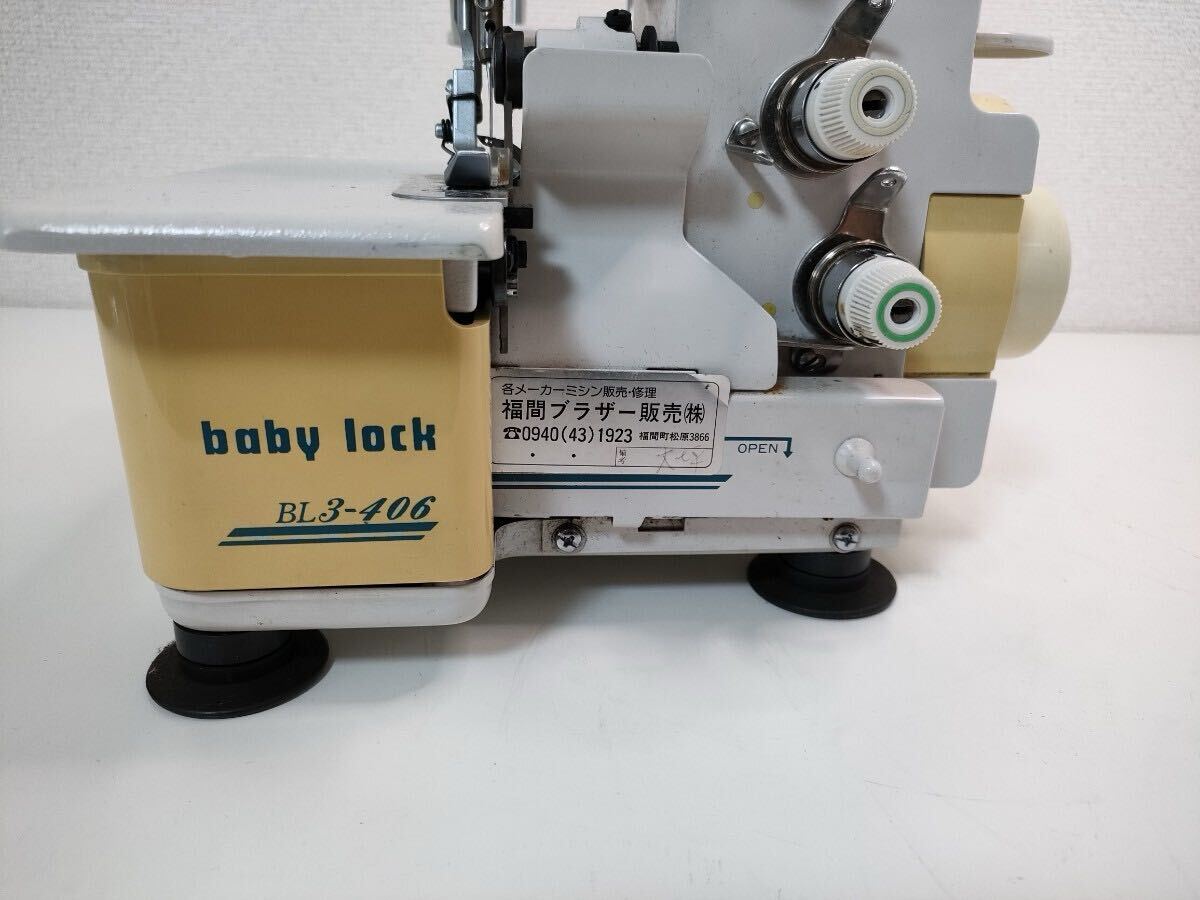 baby lock
BL3-406
各メーカーミシン販売・修理
福間ブラザー販売㈱
☎0940(43)1923 福間町松原3866
備考
OPEN